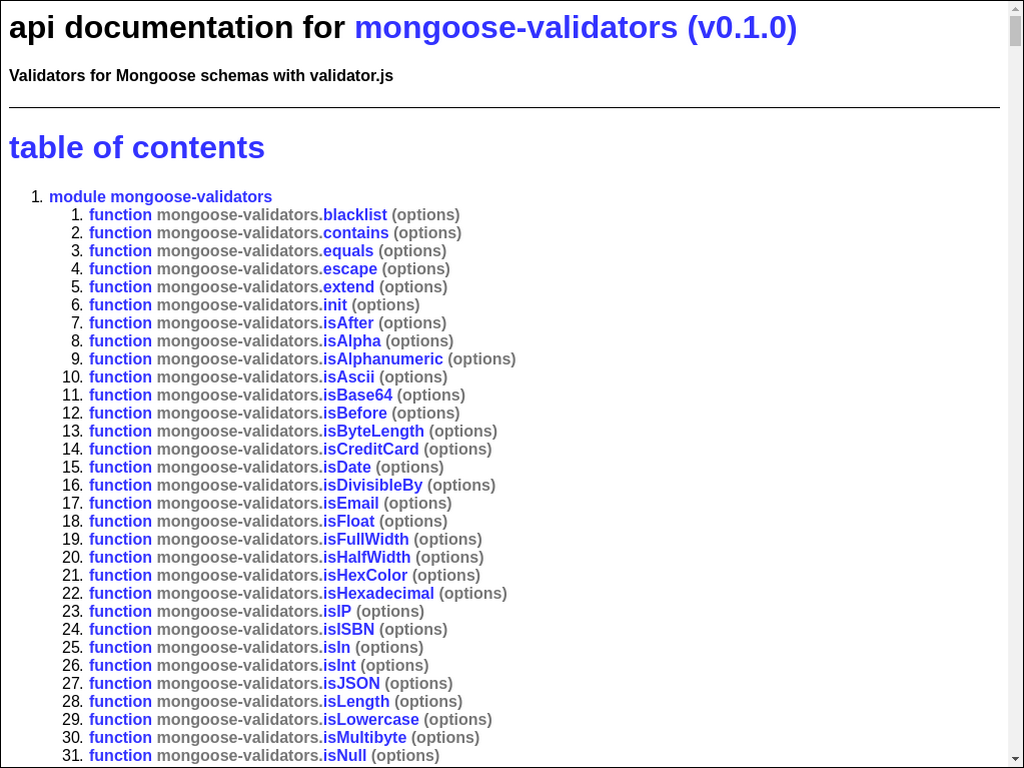 api documentation for mongoose-validators (v0.1.0)
Validators for Mongoose schemas with validator.js
table of contents
1. module mongoose-validators
1. function mongoose-validators.blacklist (options)
2. function mongoose-validators.contains (options)
3. function mongoose-validators.equals (options)
4. function mongoose-validators.escape (options)
5. function mongoose-validators.extend (options)
6. function mongoose-validators.init (options)
7. function mongoose-validators.isAfter (options)
8. function mongoose-validators.isAlpha (options)
9. function mongoose-validators.isAlphanumeric (options)
10. function mongoose-validators.isAscii (options)
11. function mongoose-validators.isBase64 (options)
12. function mongoose-validators.isBefore (options)
13. function mongoose-validators.isByteLength (options)
14. function mongoose-validators.isCreditCard (options)
15. function mongoose-validators.isDate (options)
16. function mongoose-validators.isDivisibleBy (options)
17. function mongoose-validators.isEmail (options)
18. function mongoose-validators.isFloat (options)
19. function mongoose-validators.isFullWidth (options)
20. function mongoose-validators.isHalfWidth (options)
21. function mongoose-validators.isHexColor (options)
22. function mongoose-validators.isHexadecimal (options)
23. function mongoose-validators.isIP (options)
24. function mongoose-validators.isISBN (options)
25. function mongoose-validators.isIn (options)
26. function mongoose-validators.isInt (options)
27. function mongoose-validators.isJSON (options)
28. function mongoose-validators.isLength (options)
29. function mongoose-validators.isLowercase (options)
30. function mongoose-validators.isMultibyte (options)
31. function mongoose-validators.isNull (options)